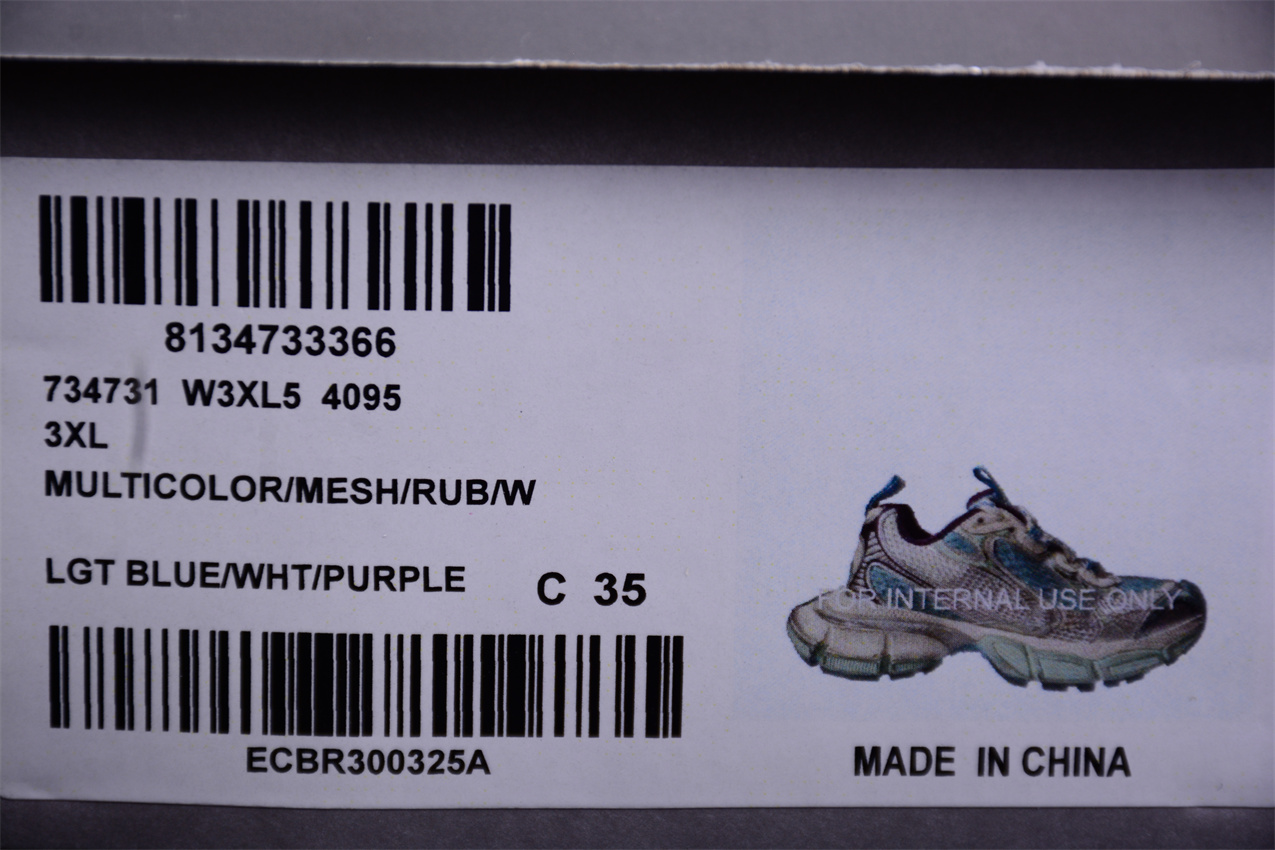 8134733366
734731 W3XL5 4095
3XL
MULTICOLOR/MESH/RUB/W
LGT BLUE/WHT/PURPLE C 35
FOR INTERNAL USE ONLY
ECBR300325A
MADE IN CHINA